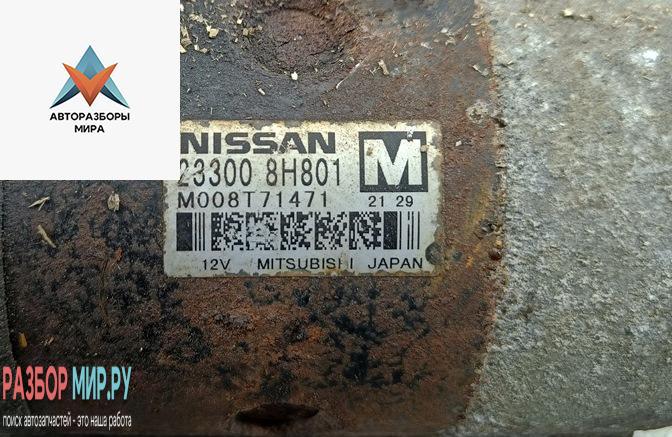 АВТОРАЗБОРЫ
МИРА
NISSAN
23300 8H801 M
M008T71471 21 29
12V MITSUBISHI JAPAN
РАЗБОР МИР.РУ
поиск автозапчастей - это наша работа